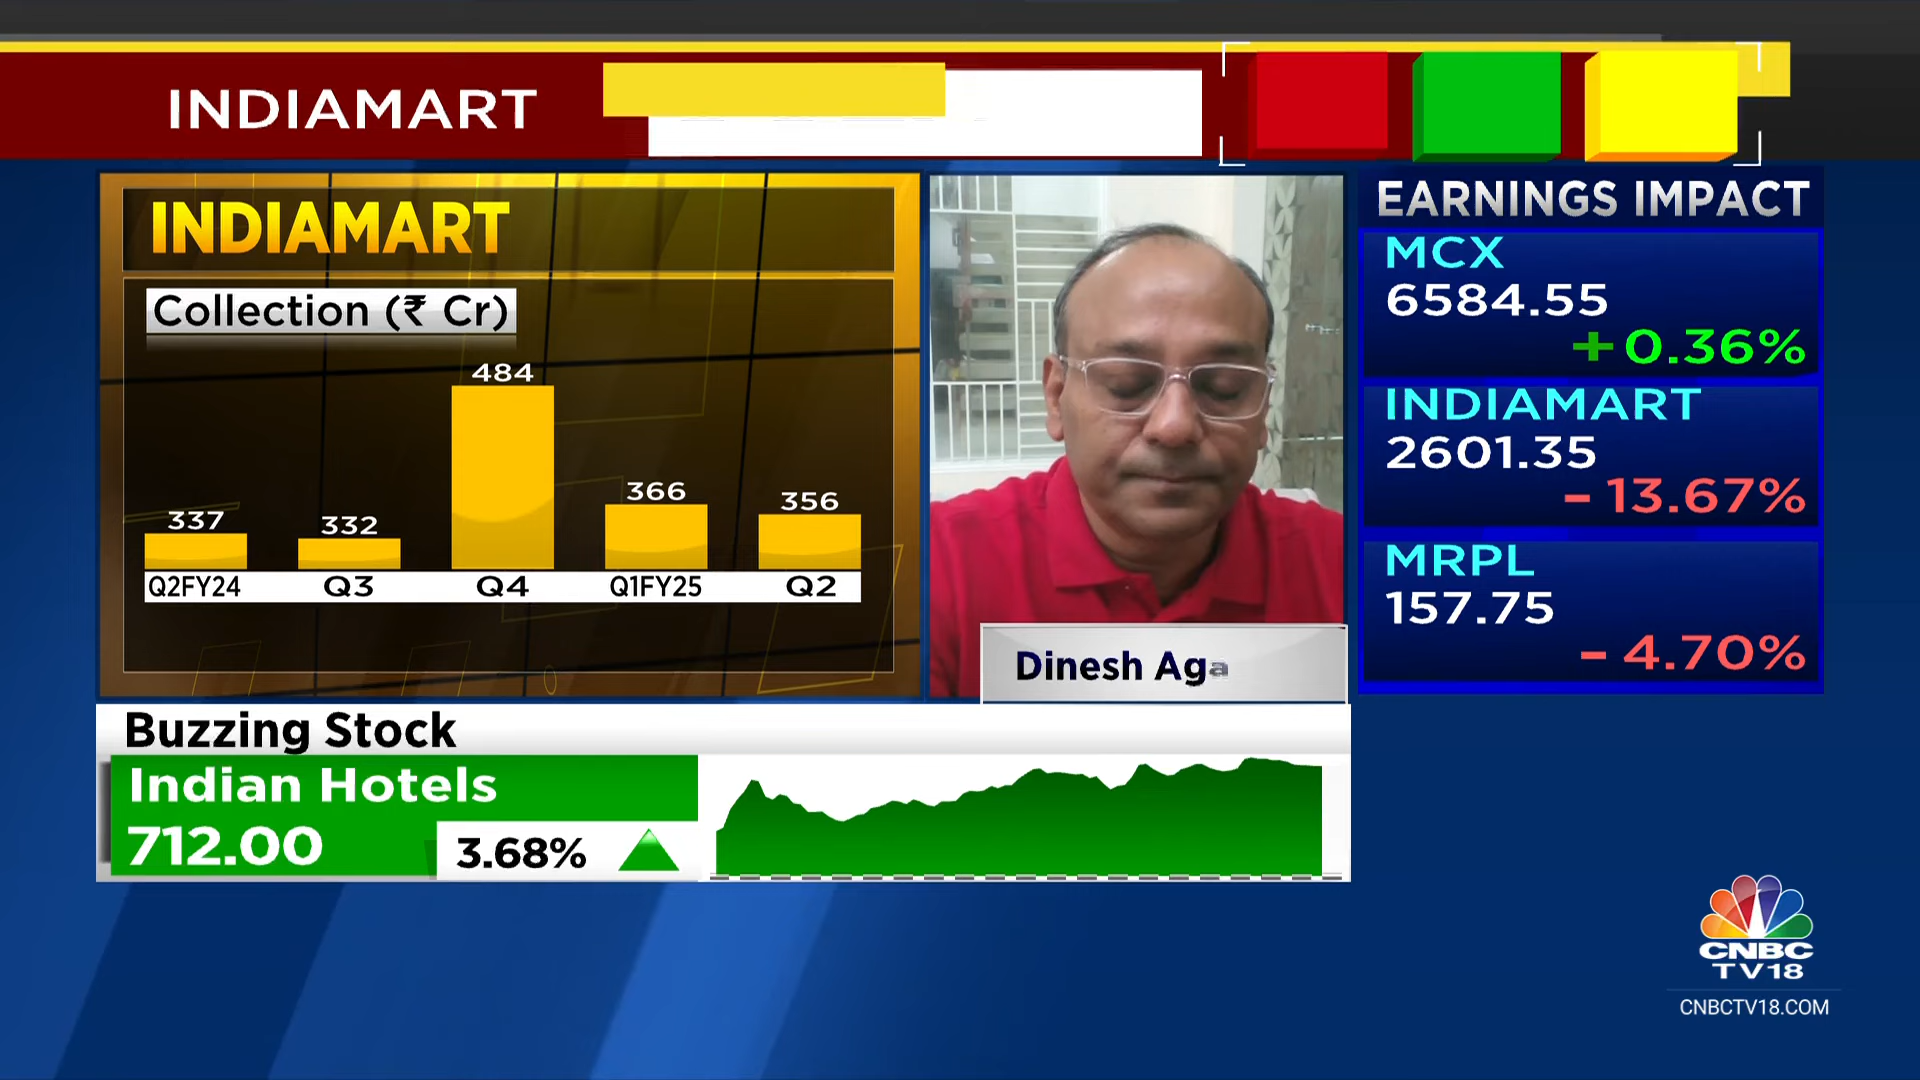 INDIAMART
INDIAMART
Collection (₹ Cr)
337
332
484
366
356
Q2FY24
Q3
Q4
Q1FY25
Q2
Dinesh Aga
EARNINGS IMPACT
MCX
6584.55
+0.36%
INDIAMART
2601.35
- 13.67%
MRPL
157.75
- 4.70%
Buzzing Stock
Indian Hotels
712.00
3.68%
CNBC
TV18
CNBCTV18.COM